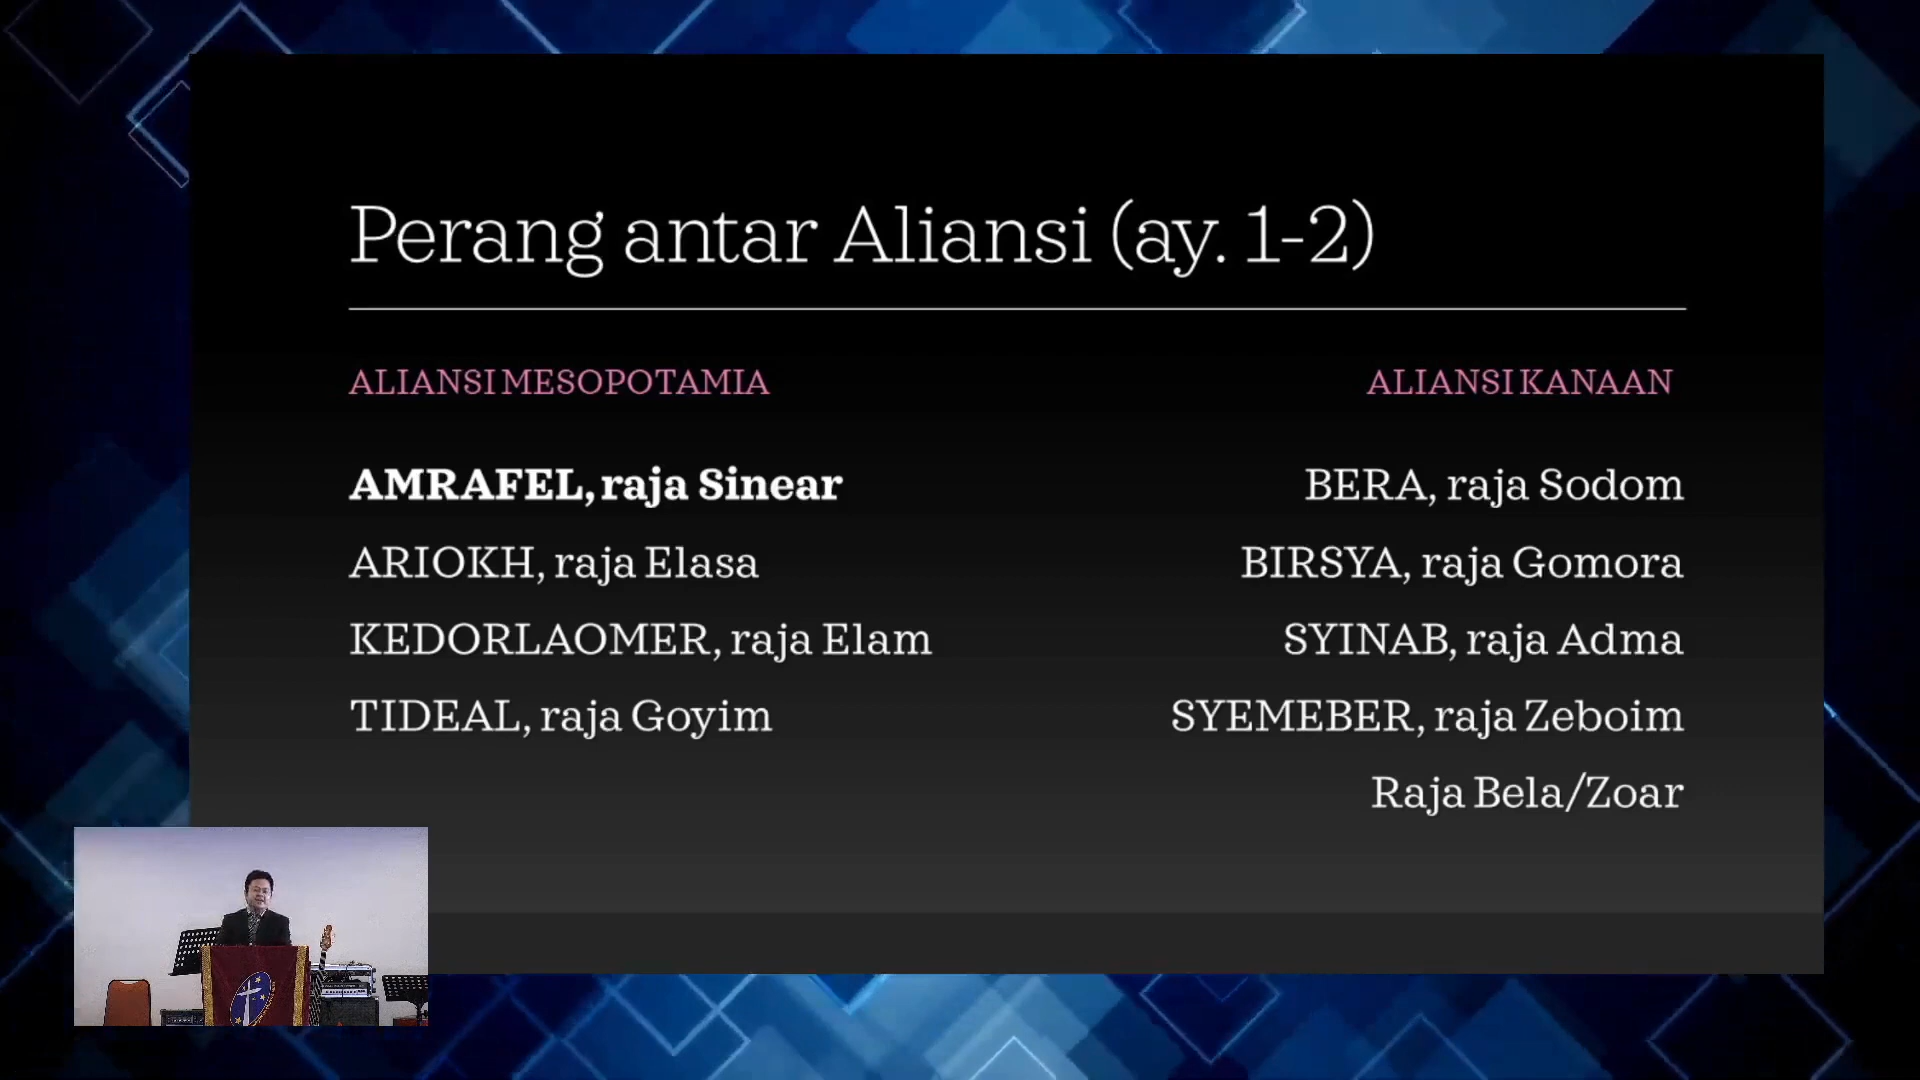 Perang antar Aliansi (ay. 1-2)
ALIANSI MESOPOTAMIA
AMRAFEL, raja Sinear
ARIOKH, raja Elasa
KEDORLAOMER, raja Elam
TIDEAL, raja Goyim
ALIANSI KANAAN
BERA, raja Sodom
BIRSYA, raja Gomora
SYINAB, raja Adma
SYEMEBER, raja Zeboim
Raja Bela/Zoar